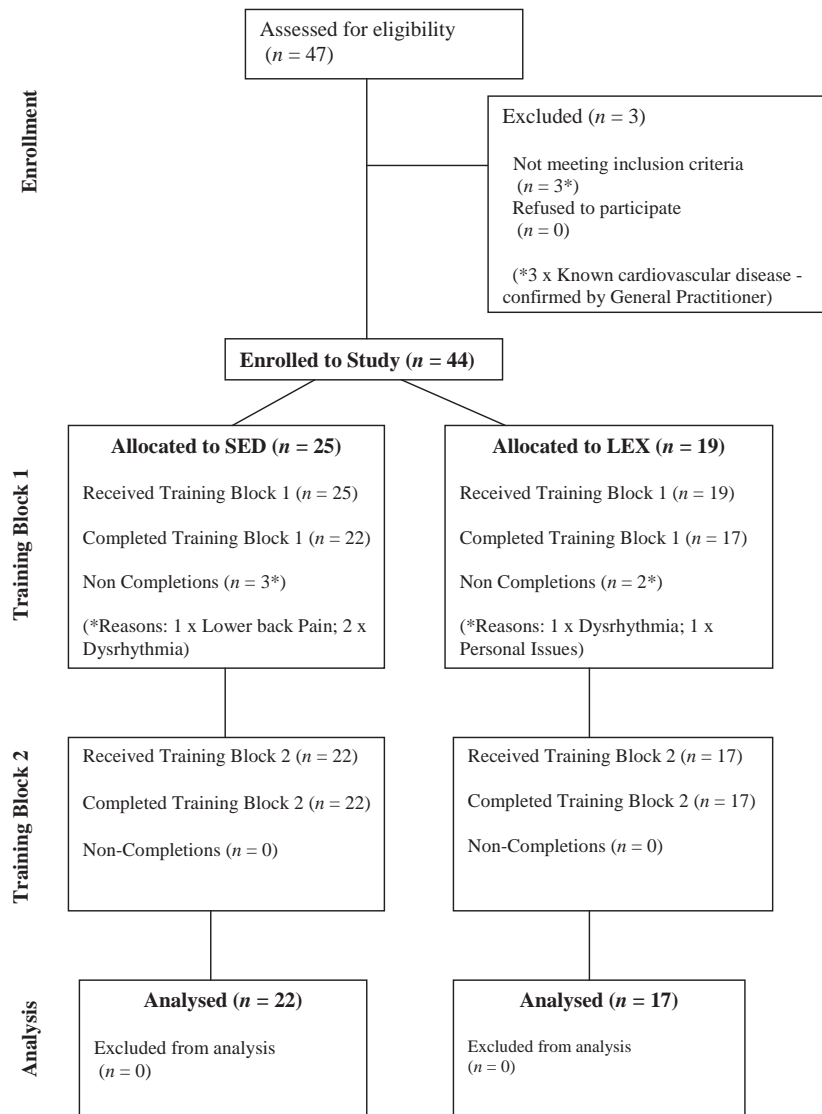 Assessed for eligibility
(n = 47)
Enrollment
Excluded (n = 3)
Not meeting inclusion criteria
(n = 3*)
Refused to participate
(n = 0)
(*3 x Known cardiovascular disease -
confirmed by General Practitioner)
Enrolled to Study (n = 44)
Training Block 1
Allocated to SED (n = 25)
Received Training Block 1 (n = 25)
Completed Training Block 1 (n = 22)
Non Completions (n = 3*)
(*Reasons: 1 x Lower back Pain; 2 x
Dysrhythmia)
Allocated to LEX (n = 19)
Received Training Block 1 (n = 19)
Completed Training Block 1 (n = 17)
Non Completions (n = 2*)
(*Reasons: 1 x Dysrhythmia; 1 x
Personal Issues)
Training Block 2
Received Training Block 2 (n = 22)
Completed Training Block 2 (n = 22)
Non-Completions (n = 0)
Received Training Block 2 (n = 17)
Completed Training Block 2 (n = 17)
Non-Completions (n = 0)
Analysis
Analysed (n = 22)
Excluded from analysis
(n = 0)
Analysed (n = 17)
Excluded from analysis
(n = 0)